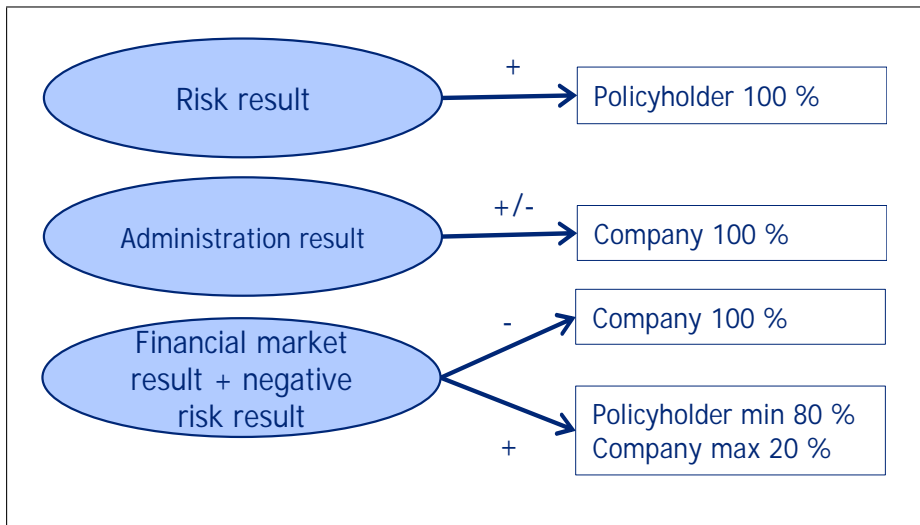 Risk result
+
Policyholder 100 %
Administration result
+/-
Company 100 %
Financial market
result + negative
risk result
-
Company 100 %
+
Policyholder min 80 %
Company max 20 %